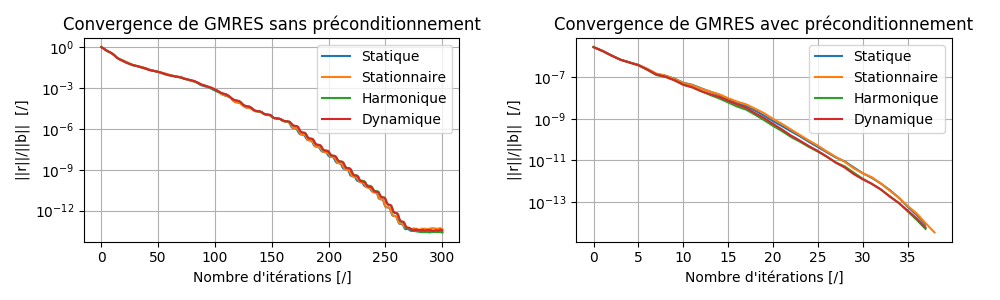 Convergence de GMRES sans préconditionnement
||r||/||b||  [/]
10⁰
10⁻³
10⁻⁶
10⁻⁹
10⁻¹²
Statique
Stationnaire
Harmonique
Dynamique
0 50 100 150 200 250 300
Nombre d'itérations [/]
Convergence de GMRES avec préconditionnement
||r||/||b||  [/]
10⁻⁷
10⁻⁹
10⁻¹¹
10⁻¹³
Statique
Stationnaire
Harmonique
Dynamique
0 5 10 15 20 25 30 35
Nombre d'itérations [/]